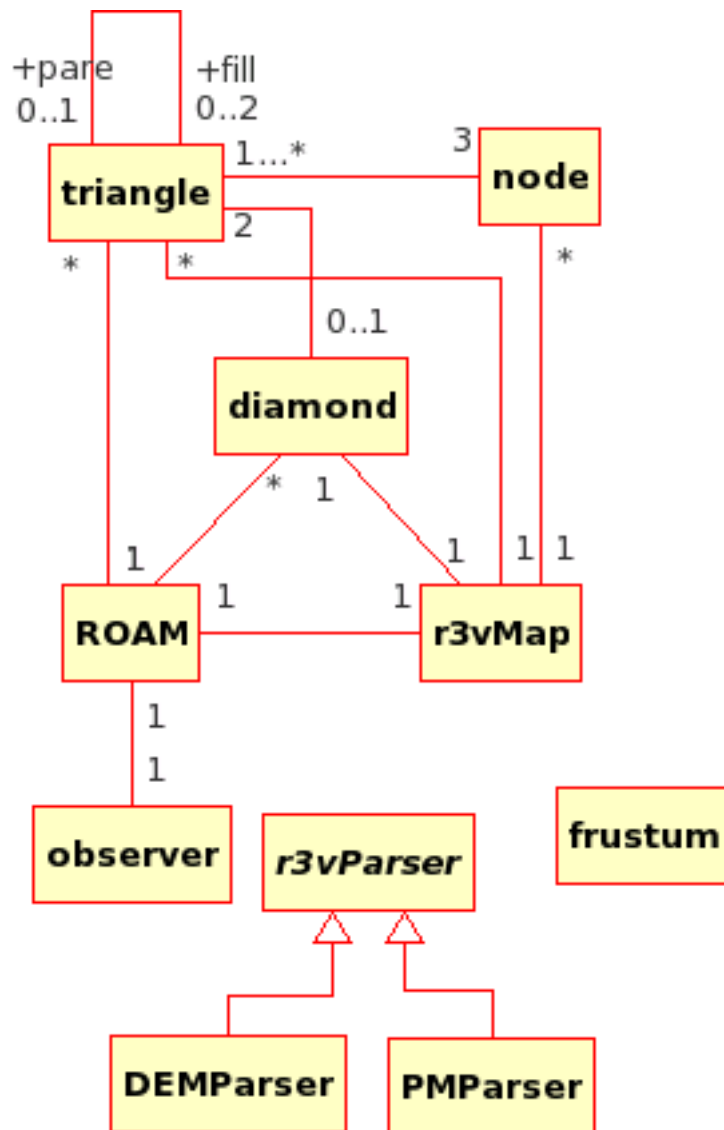 +pare
+fill
0..1
0..2
1...*
3
triangle
node
2
*
*
*
0..1
diamond
*
1
1
1
1
1
1
1
ROAM
r3vMap
1
1
observer
r3vParser
frustum
DEMParser
PMParser